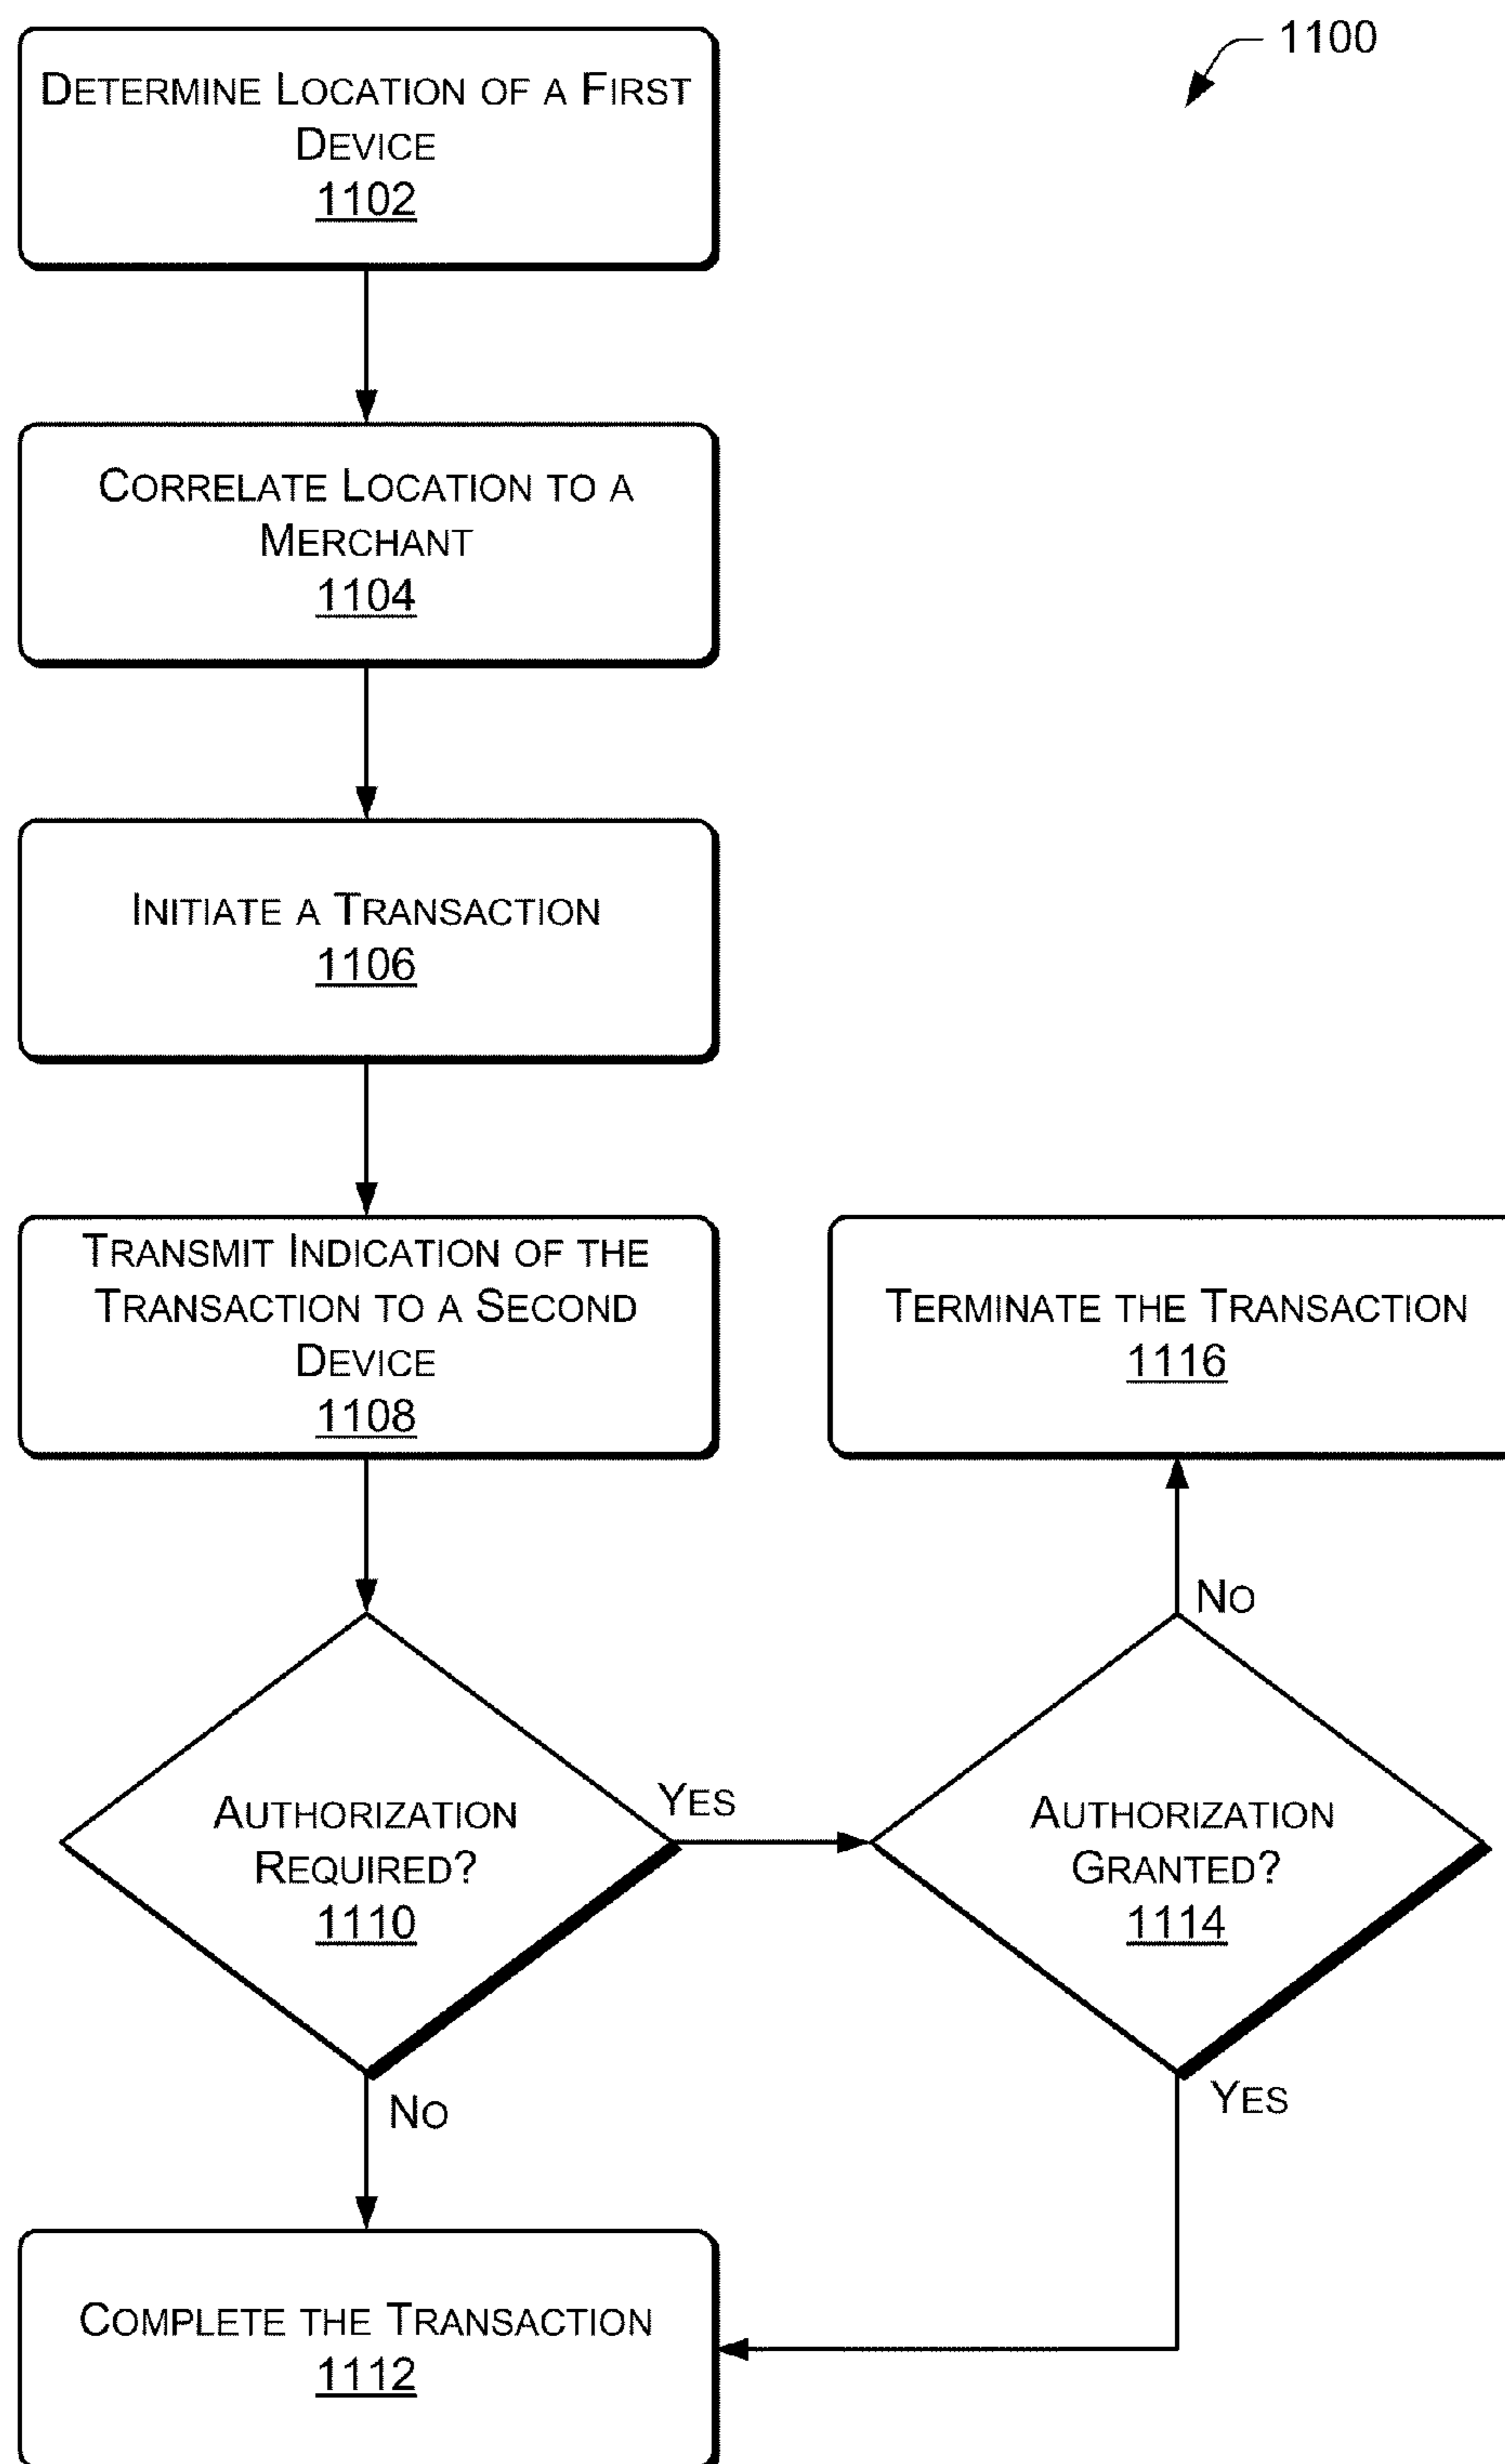 1100
DETERMINE LOCATION OF A FIRST
DEVICE
1102
CORRELATE LOCATION TO A
MERCHANT
1104
INITIATE A TRANSACTION
1106
TRANSMIT INDICATION OF THE
TRANSACTION TO A SECOND
DEVICE
1108
TERMINATE THE TRANSACTION
1116
NO
AUTHORIZATION
REQUIRED?
1110
YES
AUTHORIZATION
GRANTED?
1114
NO
YES
COMPLETE THE TRANSACTION
1112